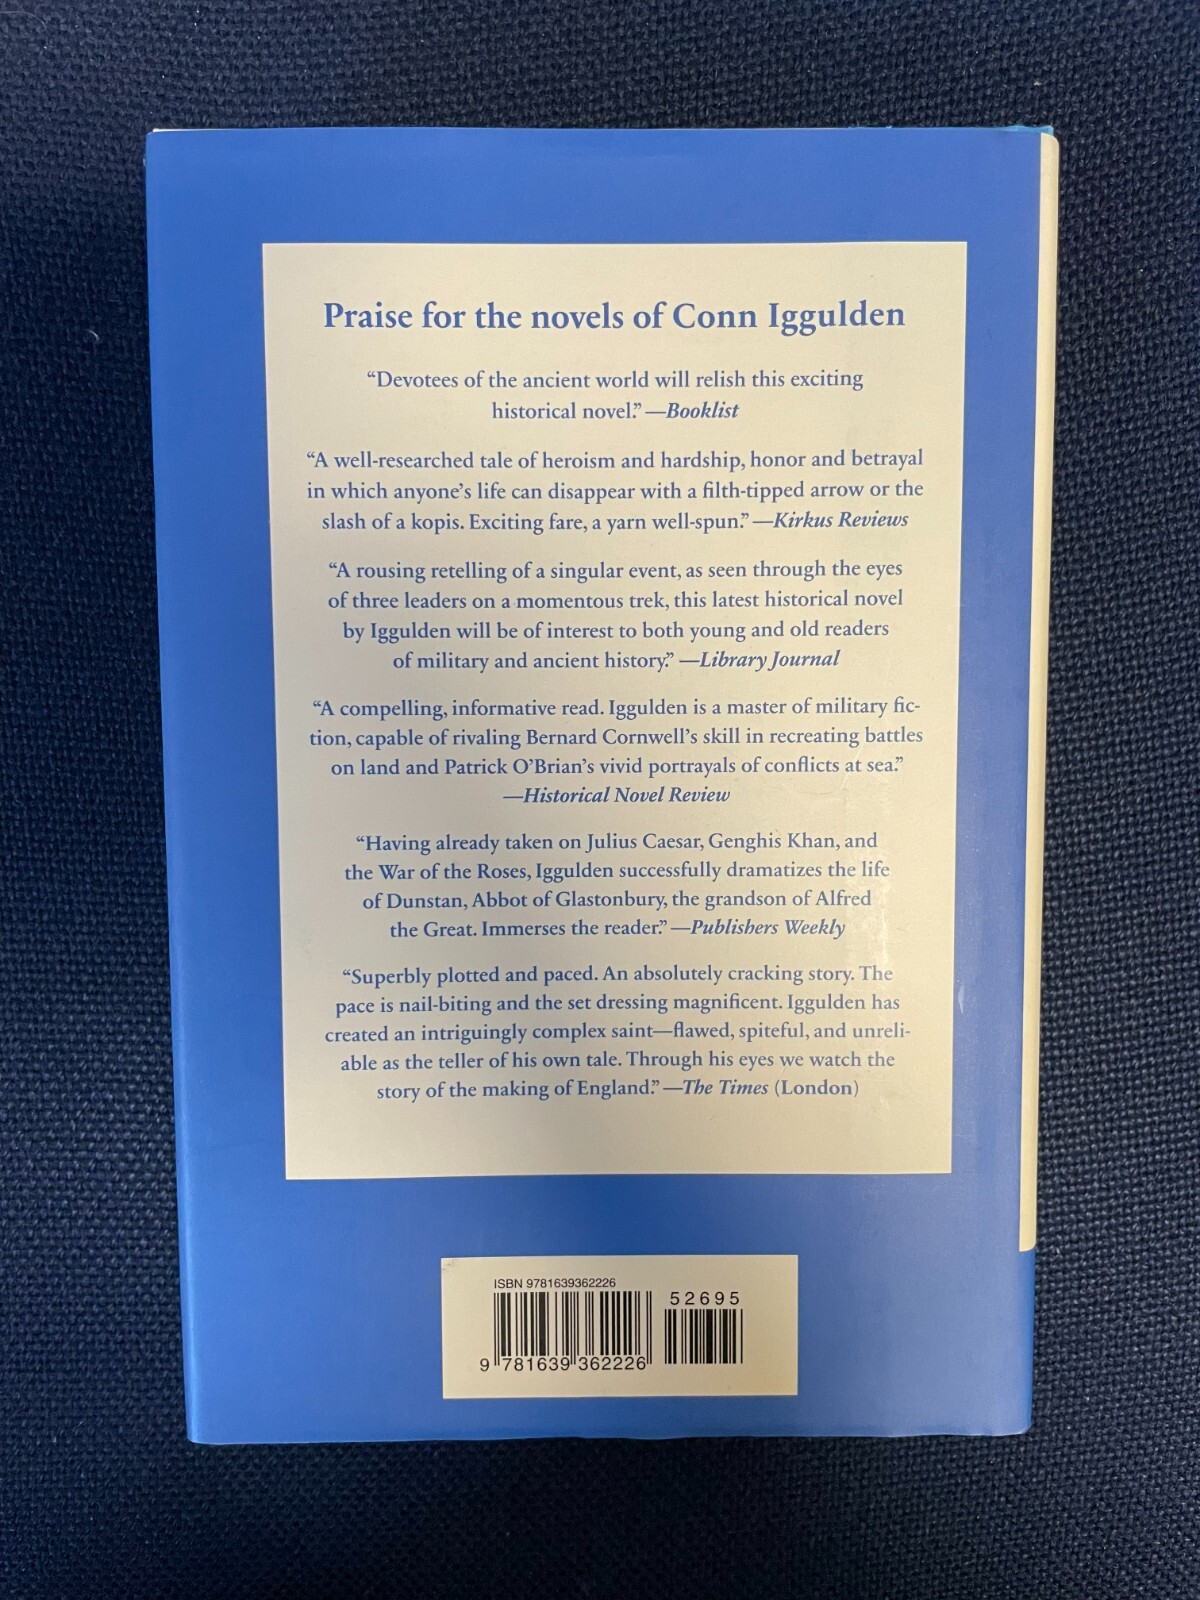 Praise for the novels of Conn Iggulden
“Devotees of the ancient world will relish this exciting
historical novel.” —Booklist
“A well-researched tale of heroism and hardship, honor and betrayal
in which anyone’s life can disappear with a filth-tipped arrow or the
slash of a kopis. Exciting fare, a yarn well-spun.” —Kirkus Reviews
“A rousing retelling of a singular event, as seen through the eyes
of three leaders on a momentous trek, this latest historical novel
by Iggulden will be of interest to both young and old readers
of military and ancient history.” —Library Journal
“A compelling, informative read. Iggulden is a master of military fic-
tion, capable of rivaling Bernard Cornwell’s skill in recreating battles
on land and Patrick O’Brian’s vivid portrayals of conflicts at sea.”
—Historical Novel Review
“Having already taken on Julius Caesar, Genghis Khan, and
the War of the Roses, Iggulden successfully dramatizes the life
of Dunstan, Abbot of Glastonbury, the grandson of Alfred
the Great. Immerses the reader.” —Publishers Weekly
“Superbly plotted and paced. An absolutely cracking story. The
pace is nail-biting and the set dressing magnificent. Iggulden has
created an intriguingly complex saint—flawed, spiteful, and unreli-
able as the teller of his own tale. Through his eyes we watch the
story of the making of England.” —The Times (London)
ISBN 9781639362226
52695
9 781639 362226